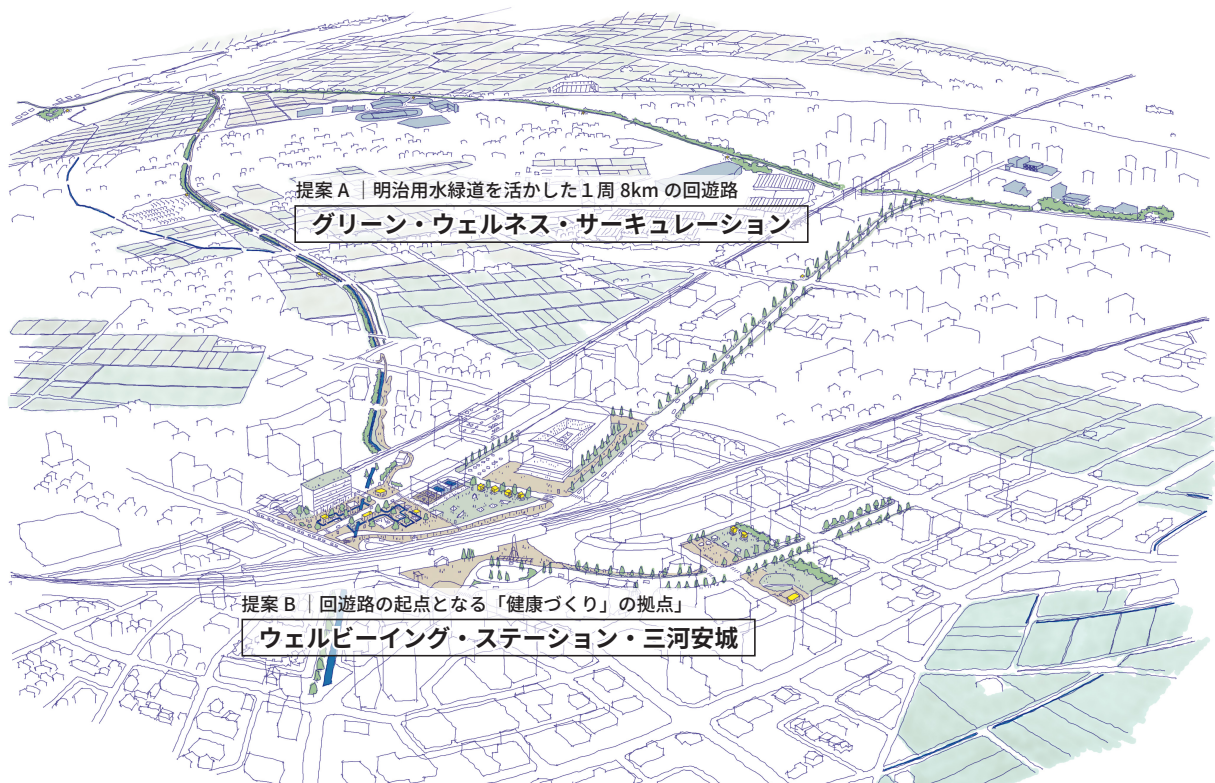 提案 A ｜明治用水緑道を活かした１周 8km の回遊路
グリーン・ウェルネス・サーキュレーション
提案 B ｜回遊路の起点となる「健康づくり」の拠点」
ウェルビーイング・ステーション・三河安城